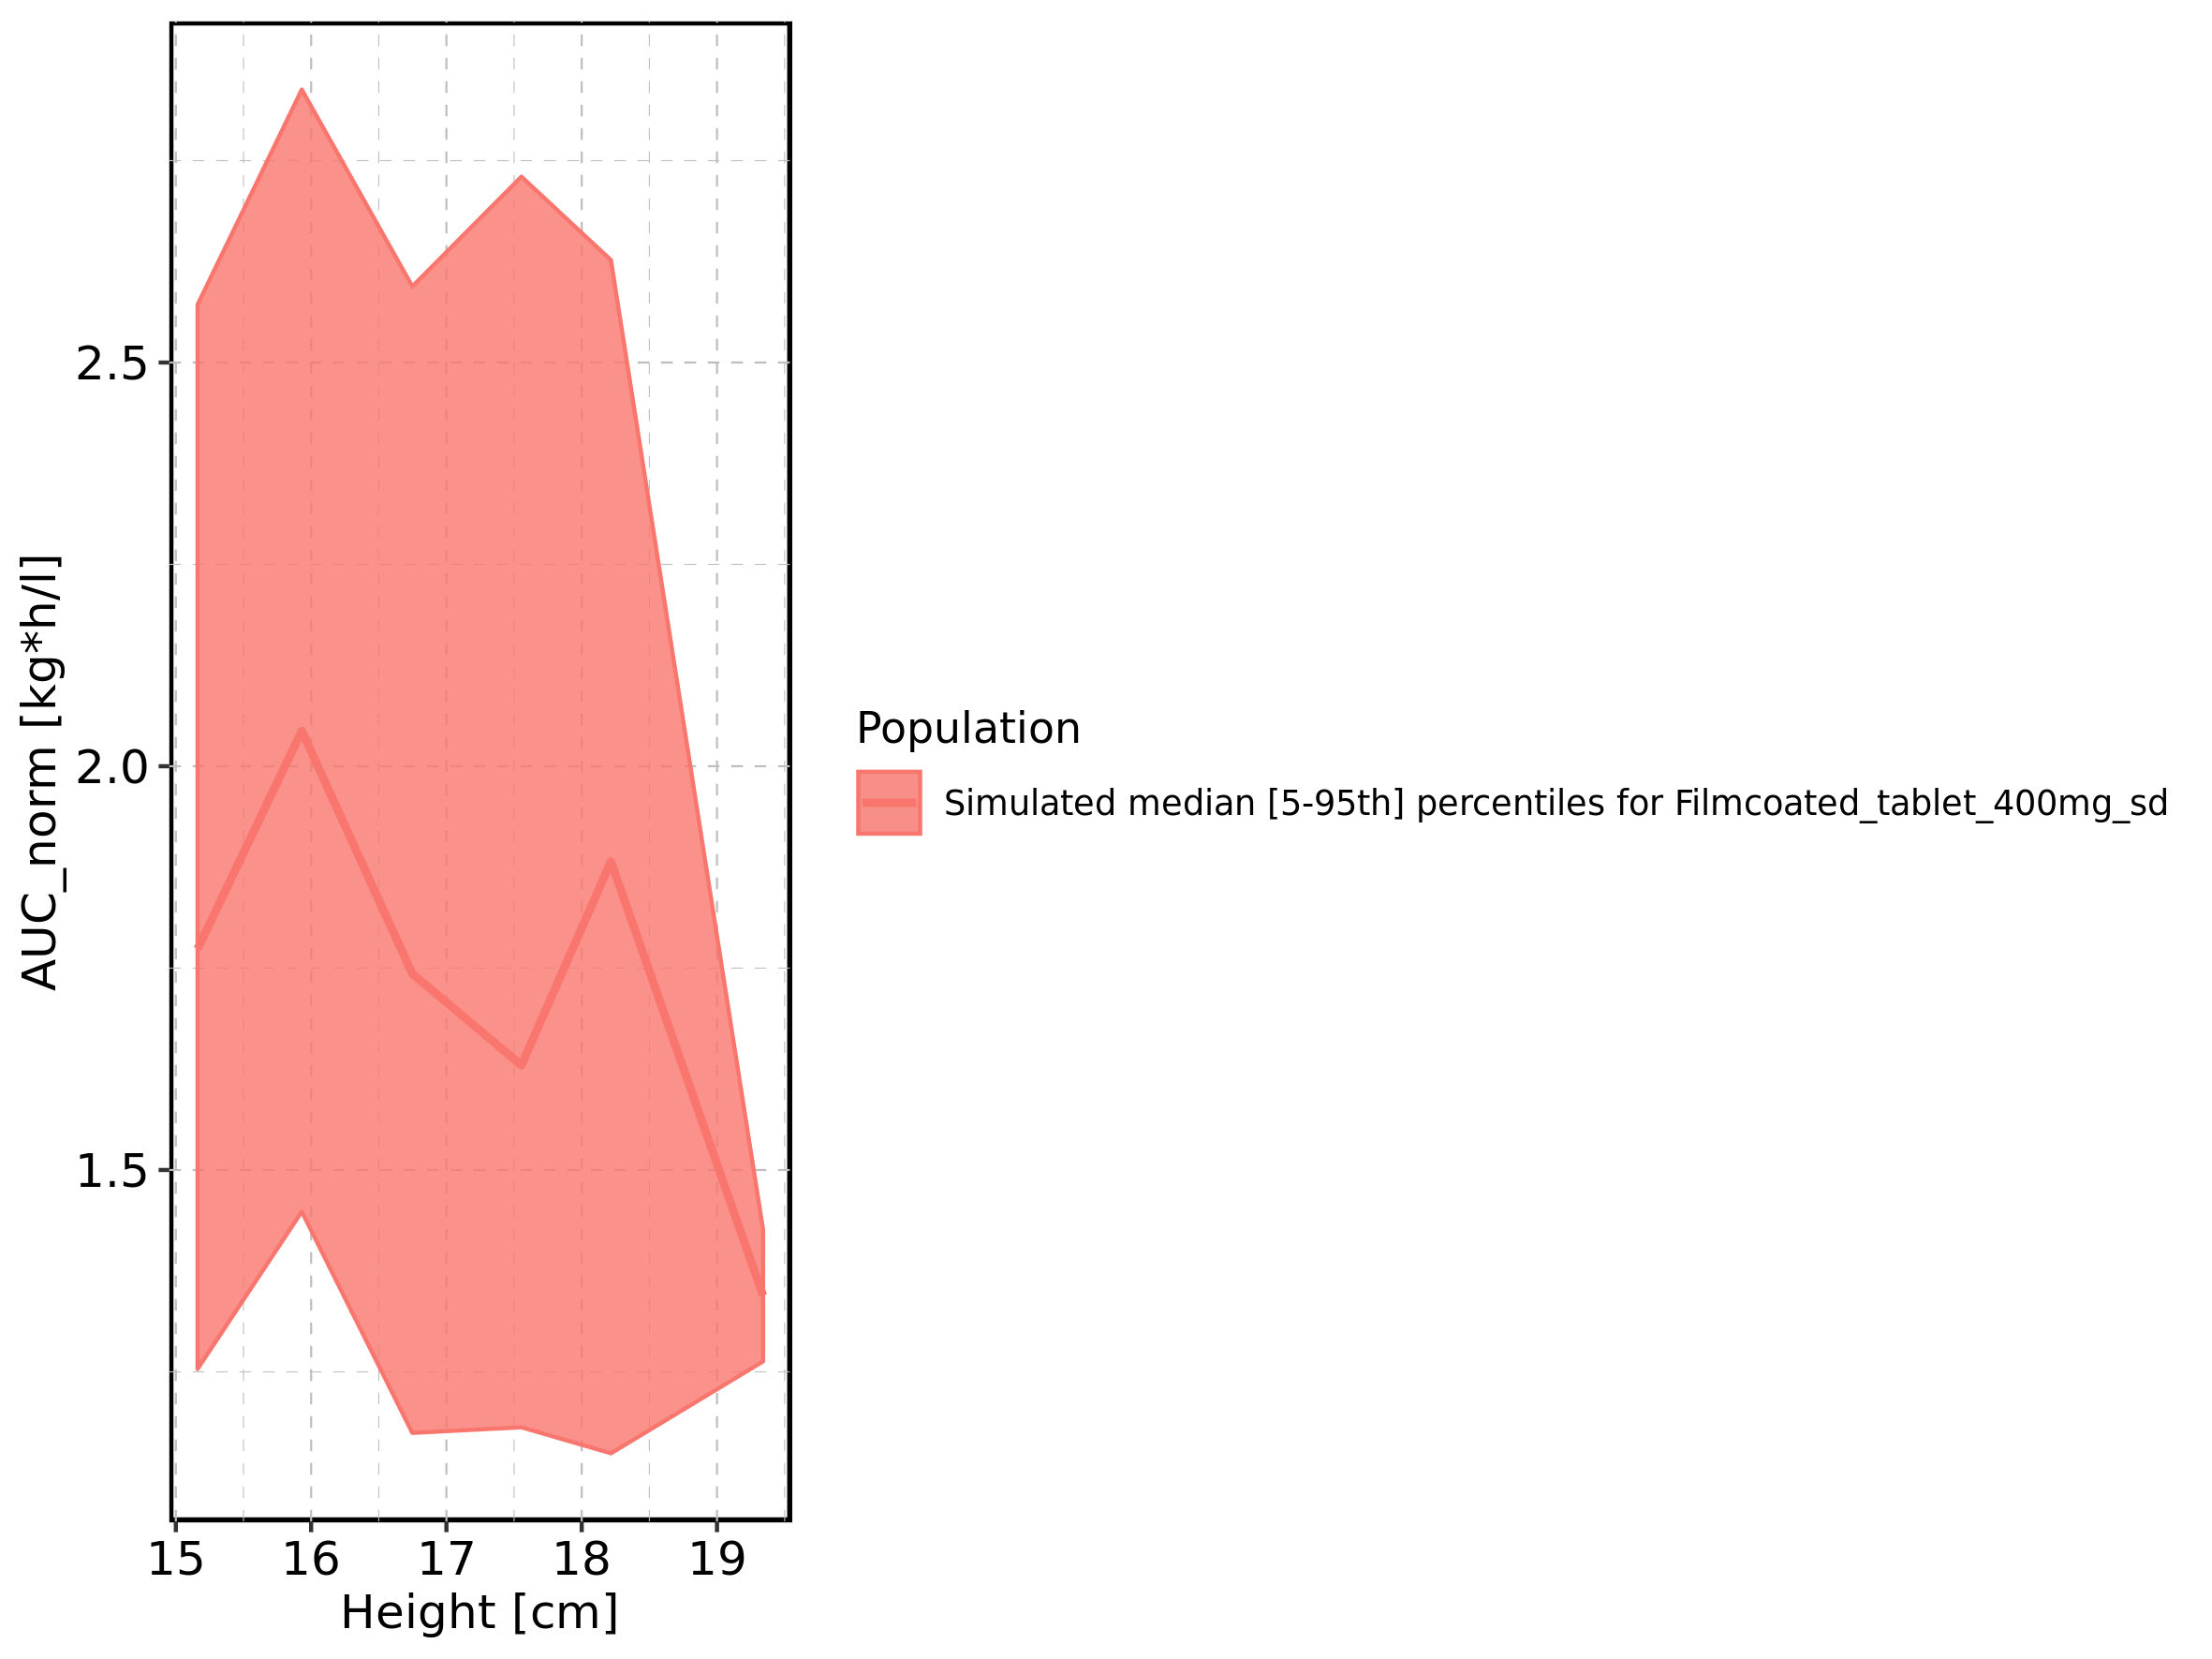 AUC_norm [kg*h/l]
2.5
2.0
1.5
15 16 17 18 19
Height [cm]
Population
Simulated median [5-95th] percentiles for Filmcoated_tablet_400mg_sd